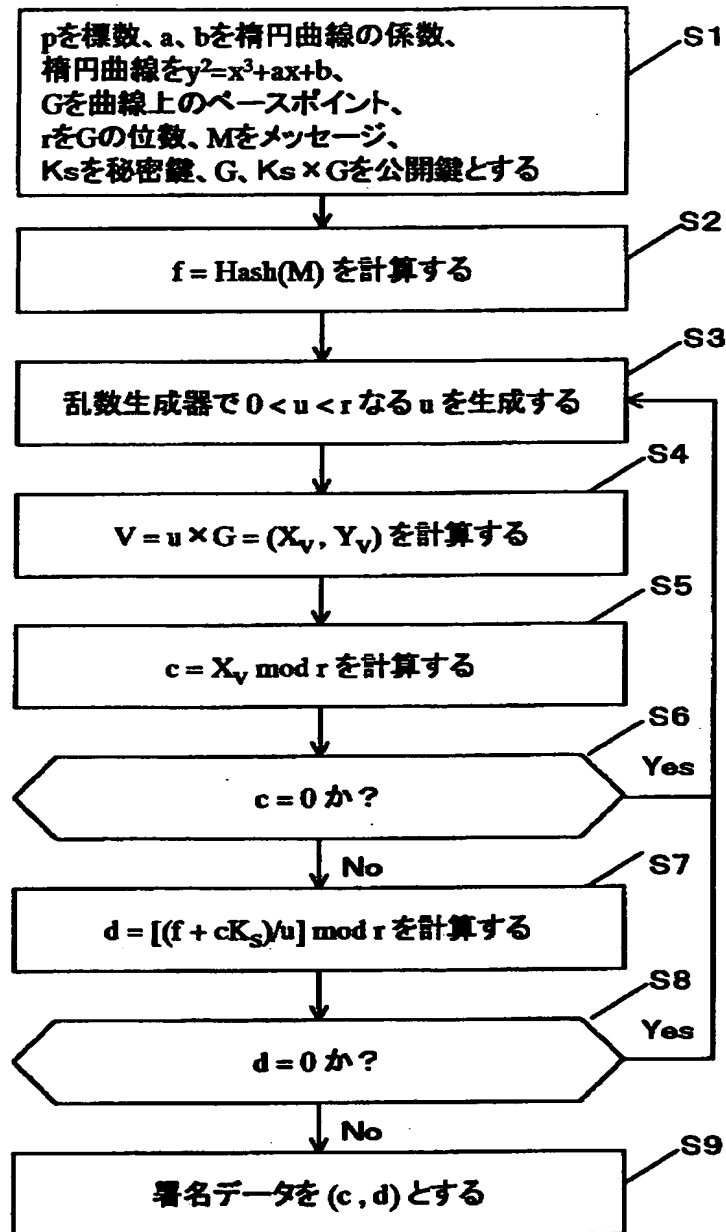 S1
pを標数、a、bを楕円曲線の係数、
楕円曲線をy²=x³+ax+b、
Gを曲線上のベースポイント、
rをGの位数、Mをメッセージ、
Ksを秘密鍵、G、Ks×Gを公開鍵とする
S2
f = Hash(M) を計算する
S3
乱数生成器で 0 < u < r なる u を生成する
S4
V = u × G = (X_V , Y_V) を計算する
S5
c = X_V mod r を計算する
S6
c = 0 か?
Yes
No
S7
d = [(f + cK_S)/u] mod r を計算する
S8
d = 0 か?
Yes
No
S9
署名データを (c , d) とする